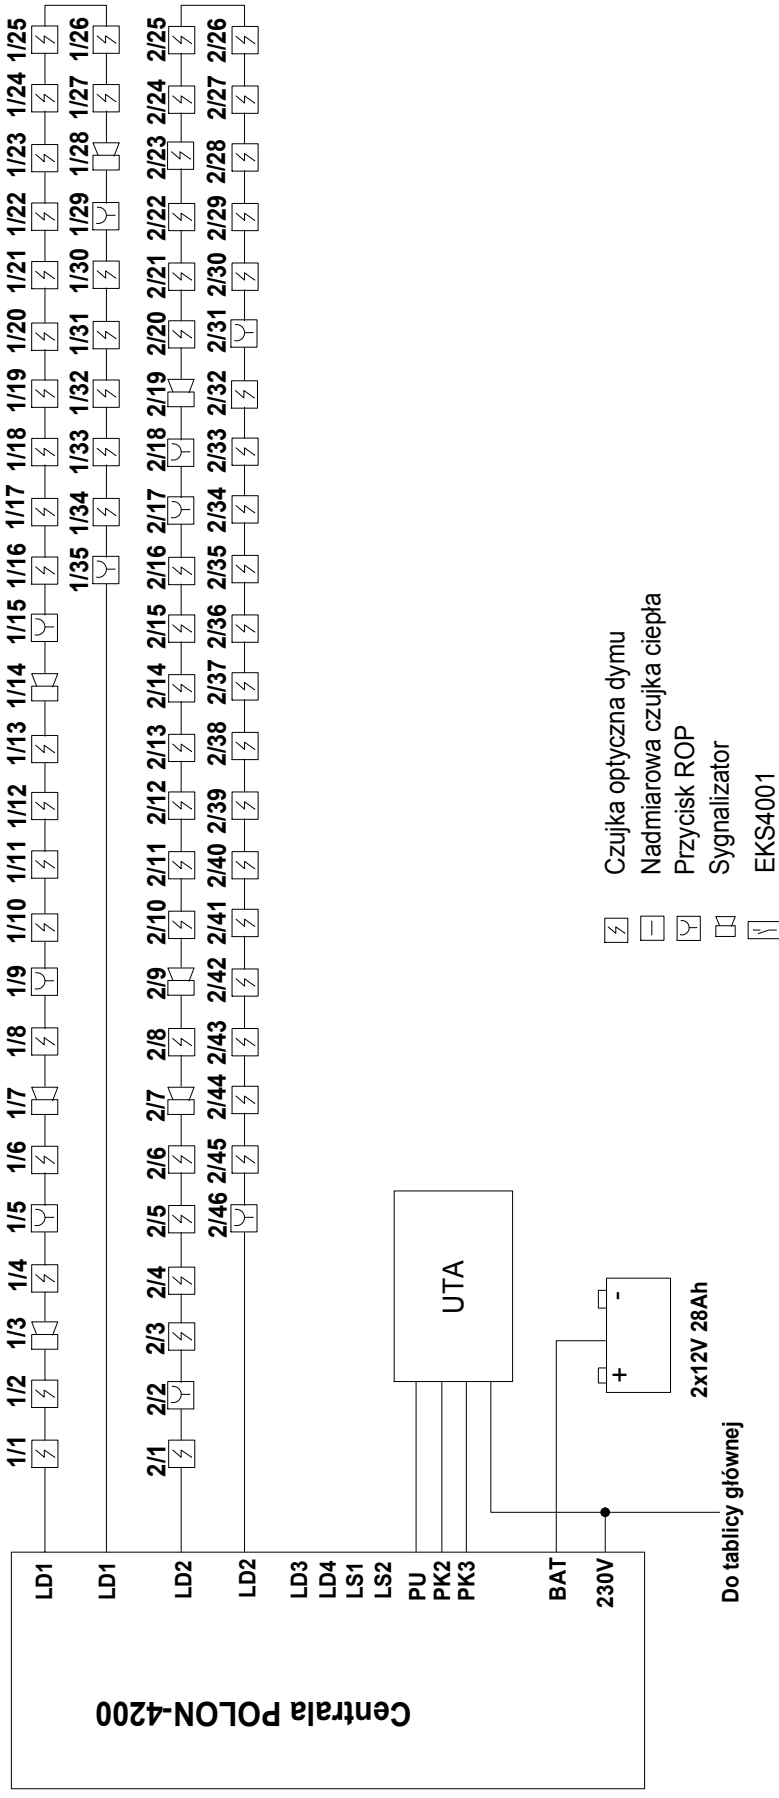 1/1 1/2 1/3 1/4 1/5 1/6 1/7 1/8 1/9 1/10 1/11 1/12 1/13 1/14 1/15 1/16 1/17 1/18 1/19 1/20 1/21 1/22 1/23 1/24 1/25
1/35 1/34 1/33 1/32 1/31 1/30 1/29 1/28 1/27 1/26
2/1 2/2 2/3 2/4 2/5 2/6 2/7 2/8 2/9 2/10 2/11 2/12 2/13 2/14 2/15 2/16 2/17 2/18 2/19 2/20 2/21 2/22 2/23 2/24 2/25
2/46 2/45 2/44 2/43 2/42 2/41 2/40 2/39 2/38 2/37 2/36 2/35 2/34 2/33 2/32 2/31 2/30 2/29 2/28 2/27 2/26
Centrala POLON-4200
LD1
LD1
LD2
LD2
LD3
LD4
LS1
LS2
PU
PK2
PK3
BAT
230V
UTA
+ -
2x12V 28Ah
Do tablicy głównej
Czujka optyczna dymu
Nadmiarowa czujka ciepła
Przycisk ROP
Sygnalizator
EKS4001